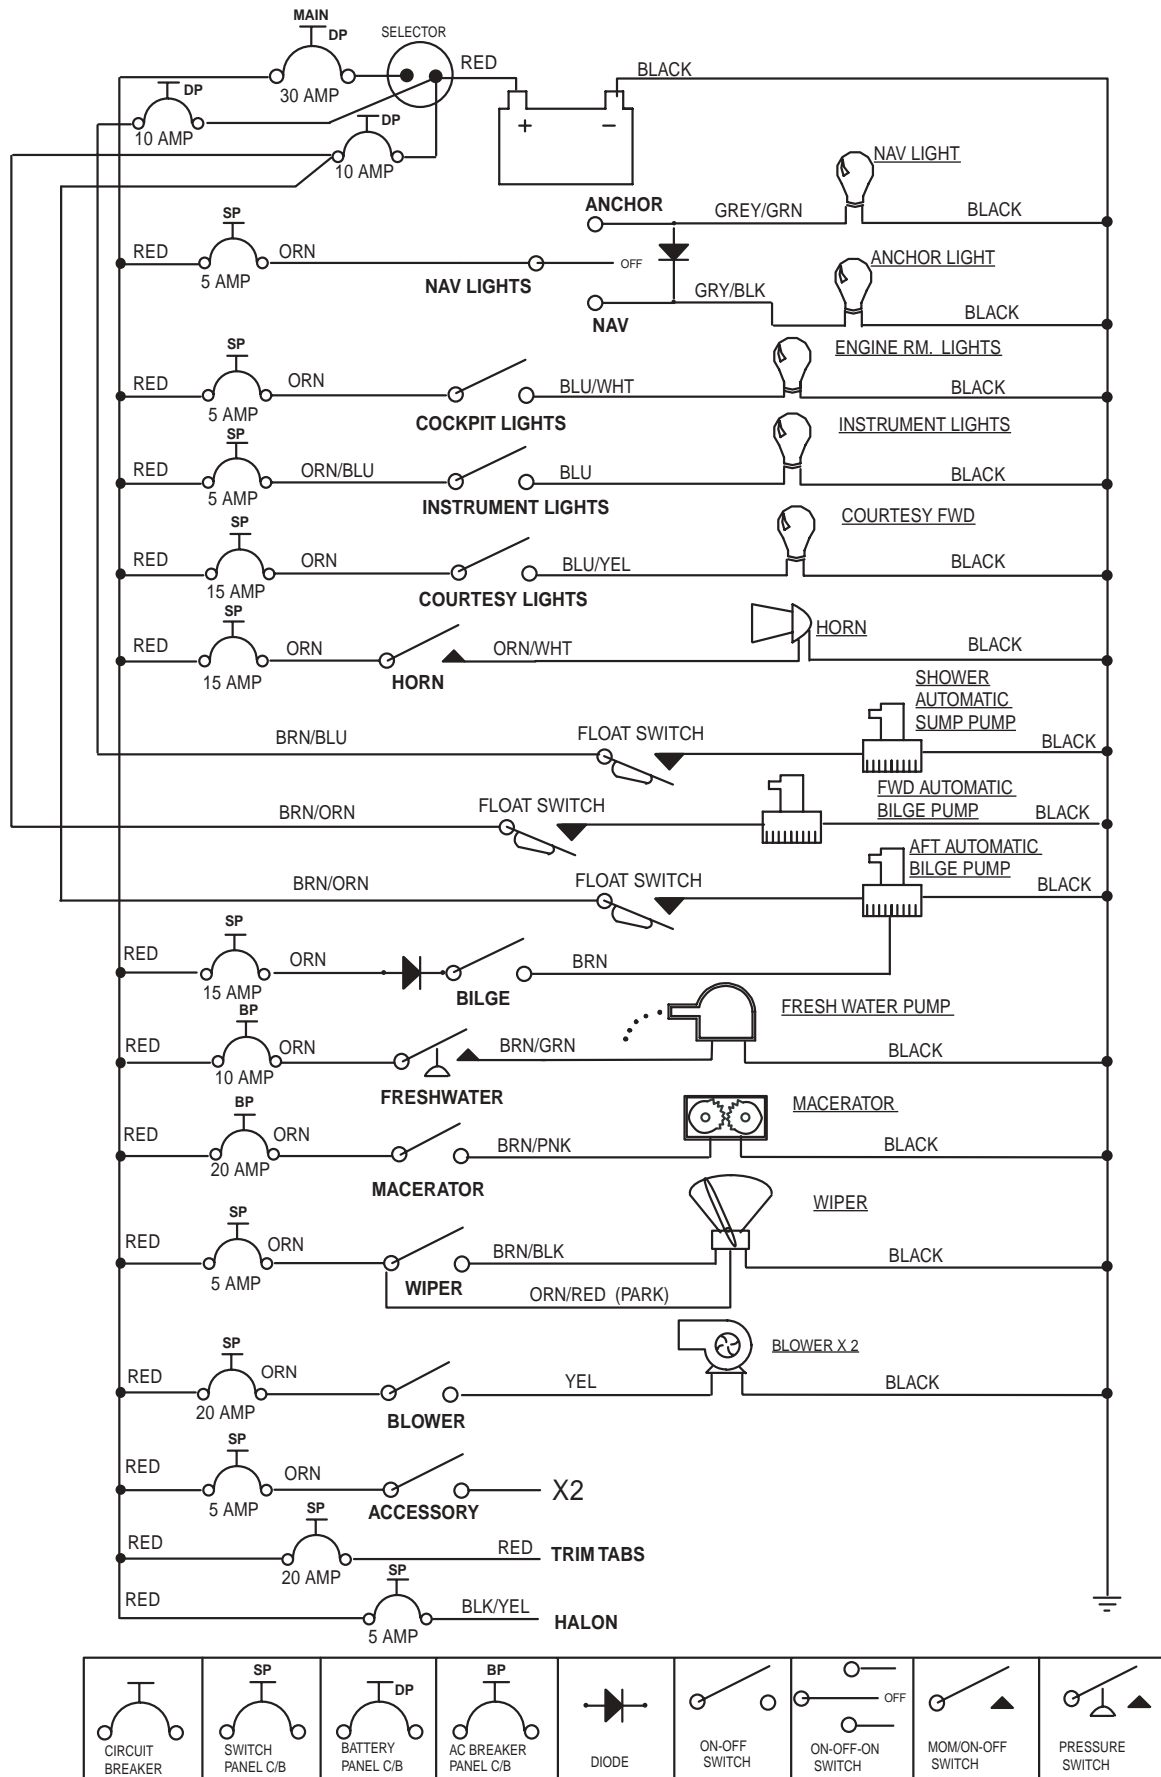 MAIN
DP
SELECTOR
RED
BLACK
30 AMP
DP
10 AMP
DP
10 AMP
+
–
NAV LIGHT
ANCHOR
GREY/GRN
BLACK
SP
RED
ORN
5 AMP
NAV LIGHTS
OFF
ANCHOR LIGHT
GRY/BLK
BLACK
NAV
SP
RED
ORN
5 AMP
COCKPIT LIGHTS
BLU/WHT
ENGINE RM. LIGHTS
BLACK
SP
RED
ORN/BLU
5 AMP
INSTRUMENT LIGHTS
BLU
INSTRUMENT LIGHTS
BLACK
SP
RED
ORN
15 AMP
COURTESY LIGHTS
BLU/YEL
COURTESY FWD
BLACK
SP
RED
ORN
15 AMP
HORN
ORN/WHT
HORN
BLACK
SHOWER
AUTOMATIC
SUMP PUMP
BRN/BLU
FLOAT SWITCH
BLACK
FWD AUTOMATIC
BILGE PUMP
BRN/ORN
FLOAT SWITCH
BLACK
AFT AUTOMATIC
BILGE PUMP
BRN/ORN
FLOAT SWITCH
BLACK
SP
RED
ORN
15 AMP
BILGE
BRN
BP
RED
ORN
10 AMP
FRESHWATER
BRN/GRN
FRESH WATER PUMP
BLACK
BP
RED
ORN
20 AMP
MACERATOR
BRN/PNK
MACERATOR
BLACK
SP
RED
ORN
5 AMP
WIPER
BRN/BLK
ORN/RED (PARK)
WIPER
BLACK
SP
RED
ORN
20 AMP
BLOWER
YEL
BLOWER X 2
BLACK
SP
RED
ORN
5 AMP
ACCESSORY
X2
SP
RED
20 AMP
RED
TRIM TABS
SP
RED
5 AMP
BLK/YEL
HALON
CIRCUIT
BREAKER
SP
SWITCH
PANEL C/B
DP
BATTERY
PANEL C/B
BP
AC BREAKER
PANEL C/B
DIODE
ON-OFF
SWITCH
OFF
ON-OFF-ON
SWITCH
MOM/ON-OFF
SWITCH
PRESSURE
SWITCH